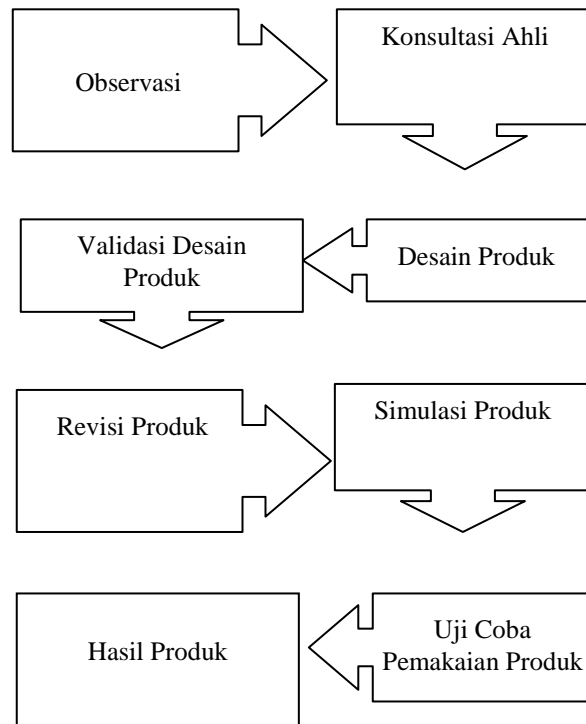 Observasi
Konsultasi Ahli
Validasi Desain
Produk
Desain Produk
Revisi Produk
Simulasi Produk
Hasil Produk
Uji Coba
Pemakaian Produk